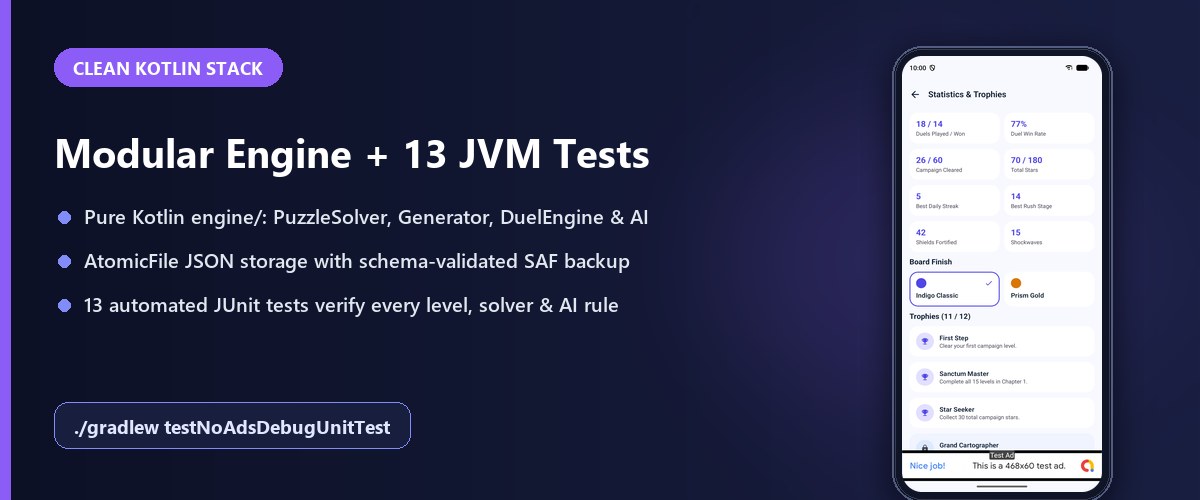 CLEAN KOTLIN STACK
Modular Engine + 13 JVM Tests
Pure Kotlin engine/: PuzzleSolver, Generator, DuelEngine & AI
AtomicFile JSON storage with schema-validated SAF backup
13 automated JUnit tests verify every level, solver & AI rule
./gradlew testNoAdsDebugUnitTest
10:00
Statistics & Trophies
18 / 14
Duels Played / Won
77%
Duel Win Rate
26 / 60
Campaign Cleared
70 / 180
Total Stars
5
Best Daily Streak
14
Best Rush Stage
42
Shields Fortified
15
Shockwaves
Board Finish
Indigo Classic
Prism Gold
Trophies (11 / 12)
First Step
Clear your first campaign level.
Sanctum Master
Complete all 15 levels in Chapter 1.
Star Seeker
Collect 30 total campaign stars.
Grand Cartographer
Test Ad
Nice job!
This is a 468x60 test ad.